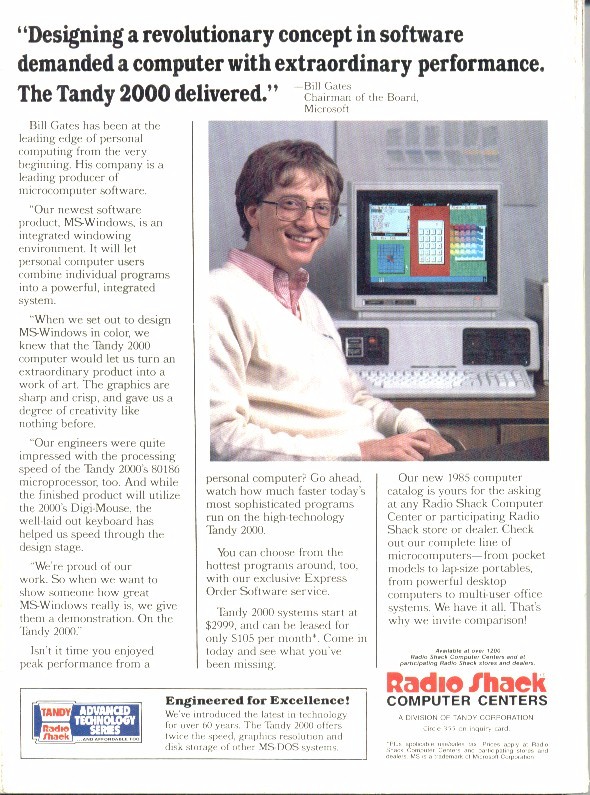 “Designing a revolutionary concept in software
demanded a computer with extraordinary performance.
The Tandy 2000 delivered.”
—Bill Gates
Chairman of the Board,
Microsoft
Bill Gates has been at the
leading edge of personal
computing from the very
beginning. His company is a
leading producer of
microcomputer software.
“Our newest software
product, MS-Windows, is an
integrated windowing
environment. It will let
personal computer users
combine individual programs
into a powerful, integrated
system.
“When we set out to design
MS-Windows in color, we
knew that the Tandy 2000
computer would let us turn an
extraordinary product into a
work of art. The graphics are
sharp and crisp, and gave us a
degree of creativity like
nothing before.
“Our engineers were quite
impressed with the processing
speed of the Tandy 2000's 80186
microprocessor, too. And while
the finished product will utilize
the 2000's Digi-Mouse, the
well-laid out keyboard has
helped us speed through the
design stage.
“We're proud of our
work. So when we want to
show someone how great
MS-Windows really is, we give
them a demonstration. On the
Tandy 2000.”
Isn't it time you enjoyed
peak performance from a
personal computer? Go ahead,
watch how much faster today's
most sophisticated programs
run on the high-technology
Tandy 2000.
You can choose from the
hottest programs around, too,
with our exclusive Express
Order Software service.
Tandy 2000 systems start at
$2999, and can be leased for
only $105 per month*. Come in
today and see what you've
been missing.
Our new 1985 computer
catalog is yours for the asking
at any Radio Shack Computer
Center or participating Radio
Shack store or dealer. Check
out our complete line of
microcomputers—from pocket
models to lap-size portables,
from powerful desktop
computers to multi-user office
systems. We have it all. That's
why we invite comparison!
Available at over 1200
Radio Shack Computer Centers and at
participating Radio Shack stores and dealers.
Radio Shack
COMPUTER CENTERS
A DIVISION OF TANDY CORPORATION
Circle 355 on inquiry card.
*Plus applicable use/sales tax. Prices apply at Radio
Shack Computer Centers and participating stores and
dealers. MS is a trademark of Microsoft Corporation.
TANDY
Radio
Shack
ADVANCED
TECHNOLOGY
SERIES
...AND AFFORDABLE TOO
Engineered for Excellence!
We've introduced the latest in technology
for over 60 years. The Tandy 2000 offers
twice the speed, graphics resolution and
disk storage of other MS-DOS systems.